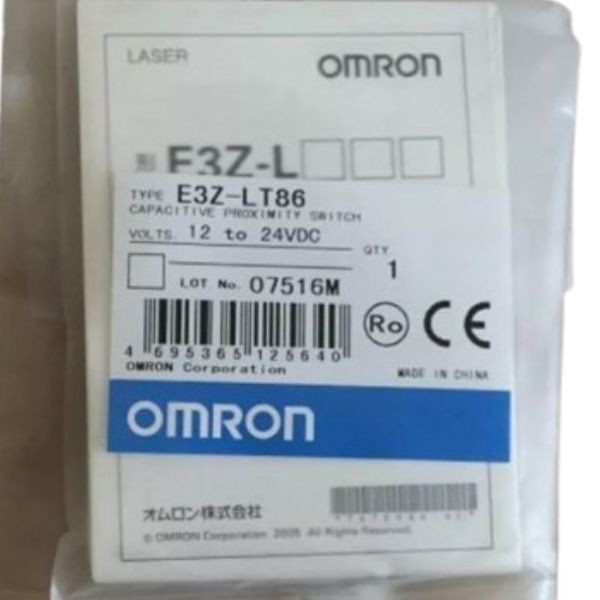 LASER
OMRON
形 E3Z-L□□□
TYPE E3Z-LT86
CAPACITIVE PROXIMITY SWITCH
VOLTS. 12 to 24VDC
QTY
1
LOT No. 07516M
4 695365 125640
Ro CE
OMRON Corporation
MADE IN CHINA
OMRON
オムロン株式会社
© OMRON Corporation 2005 All Rights Reserved.